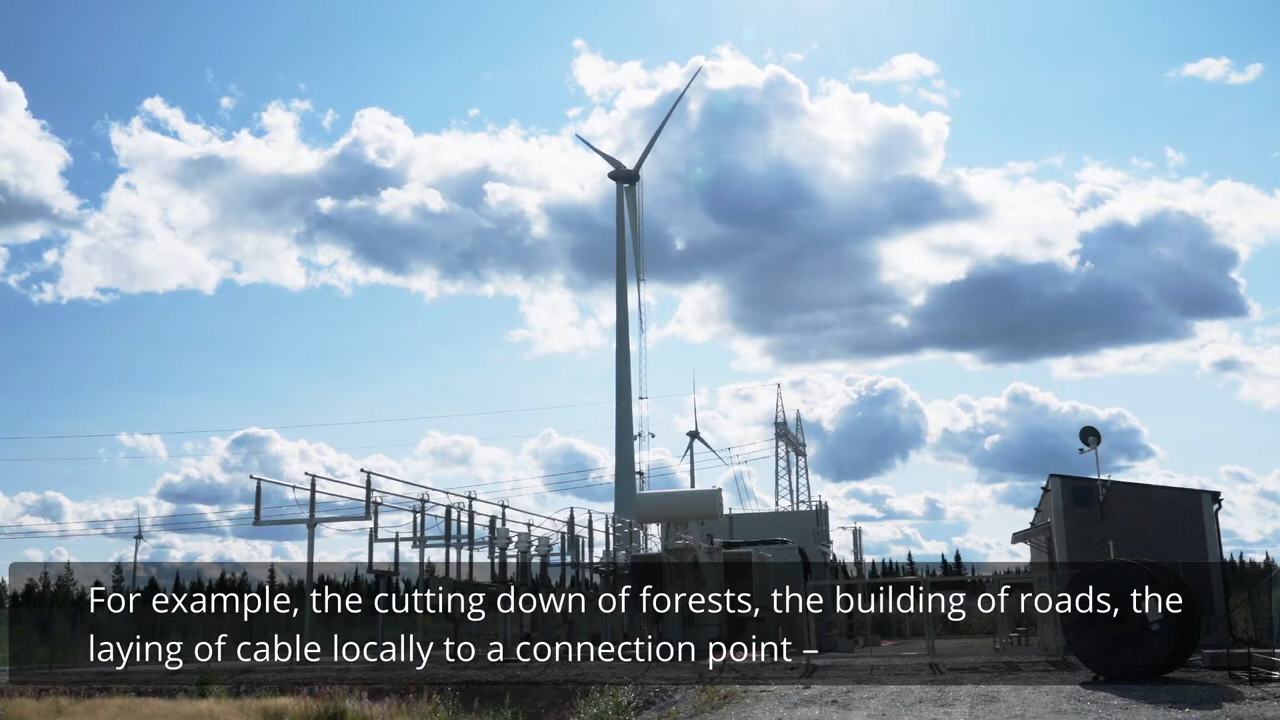 For example, the cutting down of forests, the building of roads, the
laying of cable locally to a connection point –